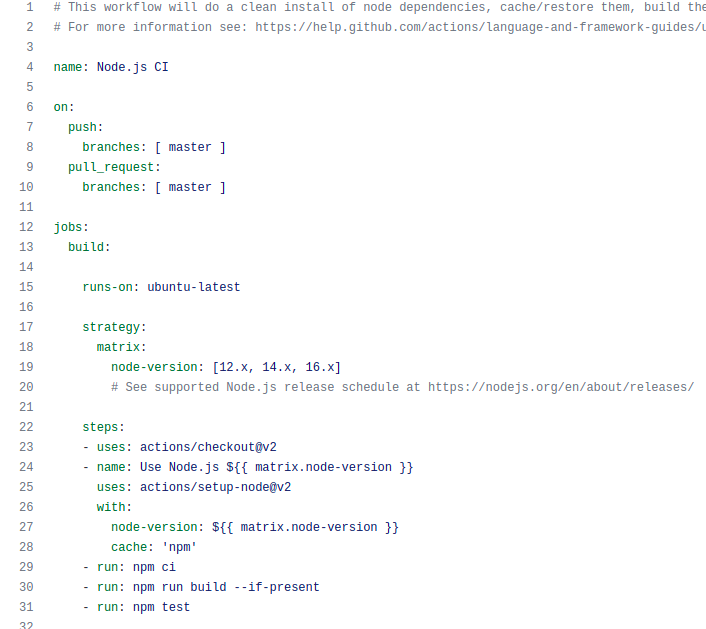 1 # This workflow will do a clean install of node dependencies, cache/restore them, build the
2 # For more information see: https://help.github.com/actions/language-and-framework-guides/u
3
4 name: Node.js CI
5
6 on:
7   push:
8     branches: [ master ]
9   pull_request:
10     branches: [ master ]
11
12 jobs:
13   build:
14
15     runs-on: ubuntu-latest
16
17     strategy:
18       matrix:
19         node-version: [12.x, 14.x, 16.x]
20         # See supported Node.js release schedule at https://nodejs.org/en/about/releases/
21
22     steps:
23     - uses: actions/checkout@v2
24     - name: Use Node.js ${{ matrix.node-version }}
25       uses: actions/setup-node@v2
26       with:
27         node-version: ${{ matrix.node-version }}
28         cache: 'npm'
29     - run: npm ci
30     - run: npm run build --if-present
31     - run: npm test
32